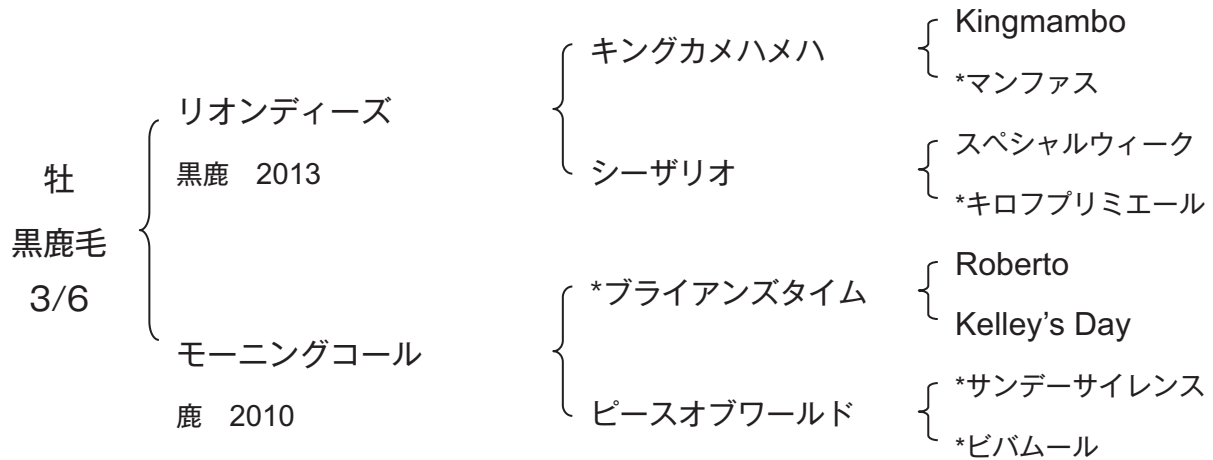 牡
黒鹿毛
3/6
リオンディーズ
黒鹿 2013
モーニングコール
鹿 2010
キングカメハメハ
シーザリオ
*ブライアンズタイム
ピースオブワールド
Kingmambo
*マンファス
スペシャルウィーク
*キロフプリミエール
Roberto
Kelley’s Day
*サンデーサイレンス
*ビバムール